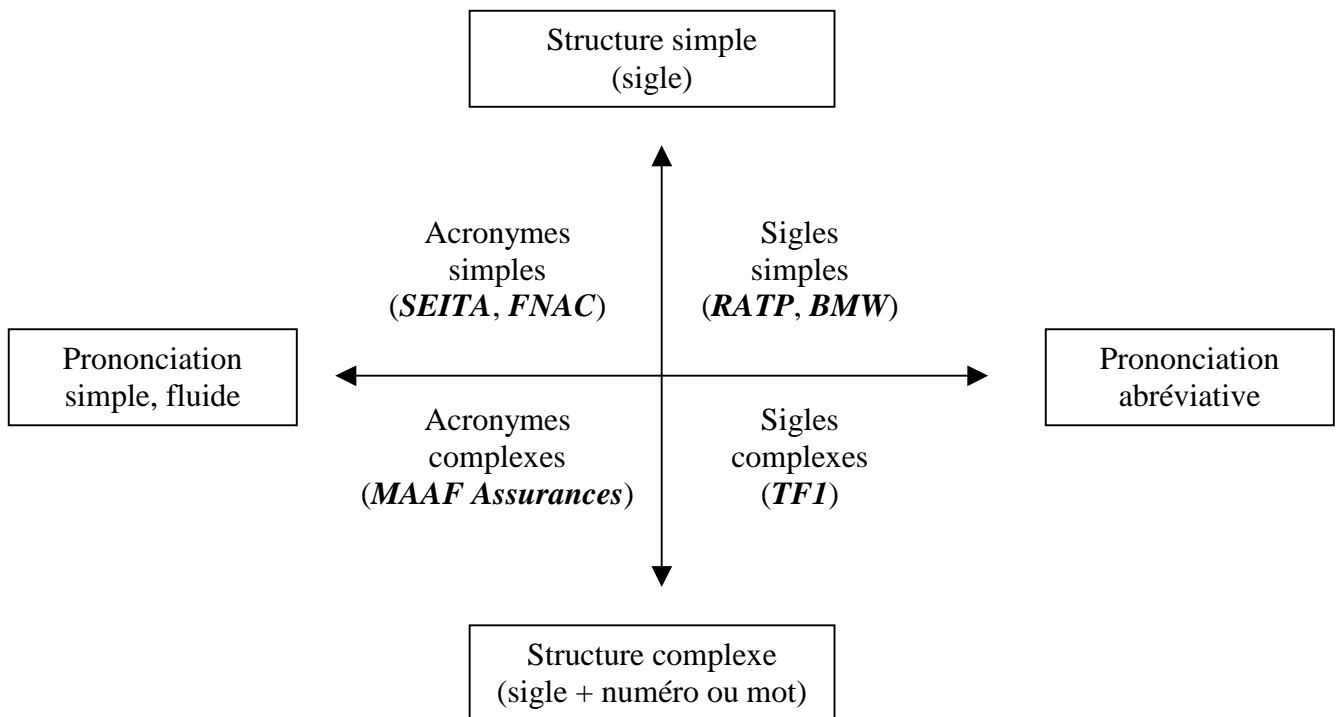 Structure simple
(sigle)
Acronymes
simples
(SEITA, FNAC)
Sigles
simples
(RATP, BMW)
Prononciation
simple, fluide
Prononciation
abréviative
Acronymes
complexes
(MAAF Assurances)
Sigles
complexes
(TF1)
Structure complexe
(sigle + numéro ou mot)